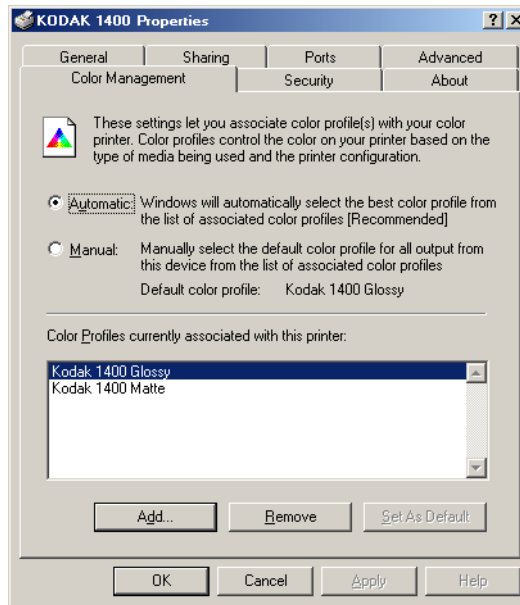 KODAK 1400 Properties
General Sharing Ports Advanced
Color Management Security About
These settings let you associate color profile(s) with your color
printer. Color profiles control the color on your printer based on the
type of media being used and the printer configuration.
Automatic: Windows will automatically select the best color profile from
the list of associated color profiles [Recommended]
Manual: Manually select the default color profile for all output from
this device from the list of associated color profiles
Default color profile: Kodak 1400 Glossy
Color Profiles currently associated with this printer:
Kodak 1400 Glossy
Kodak 1400 Matte
Add... Remove Set As Default
OK Cancel Apply Help